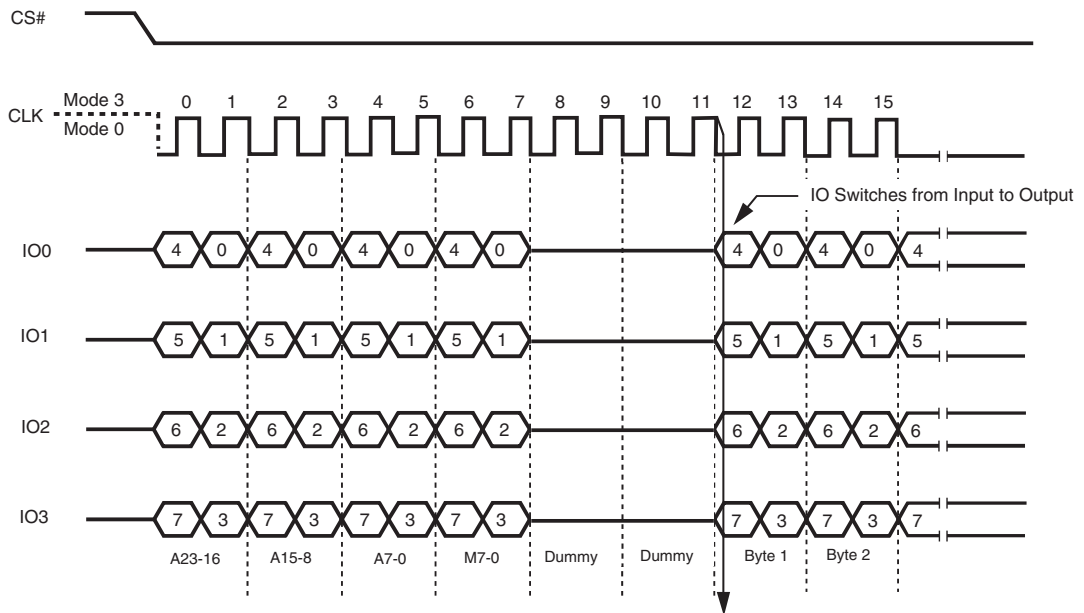 CS#
Mode 3
CLK
Mode 0
0 1 2 3 4 5 6 7 8 9 10 11 12 13 14 15
IO Switches from Input to Output
IO0 4 0 4 0 4 0 4 0 4 0 4 0 4
IO1 5 1 5 1 5 1 5 1 5 1 5 1 5
IO2 6 2 6 2 6 2 6 2 6 2 6 2 6
IO3 7 3 7 3 7 3 7 3 7 3 7 3 7
A23-16 A15-8 A7-0 M7-0 Dummy Dummy Byte 1 Byte 2